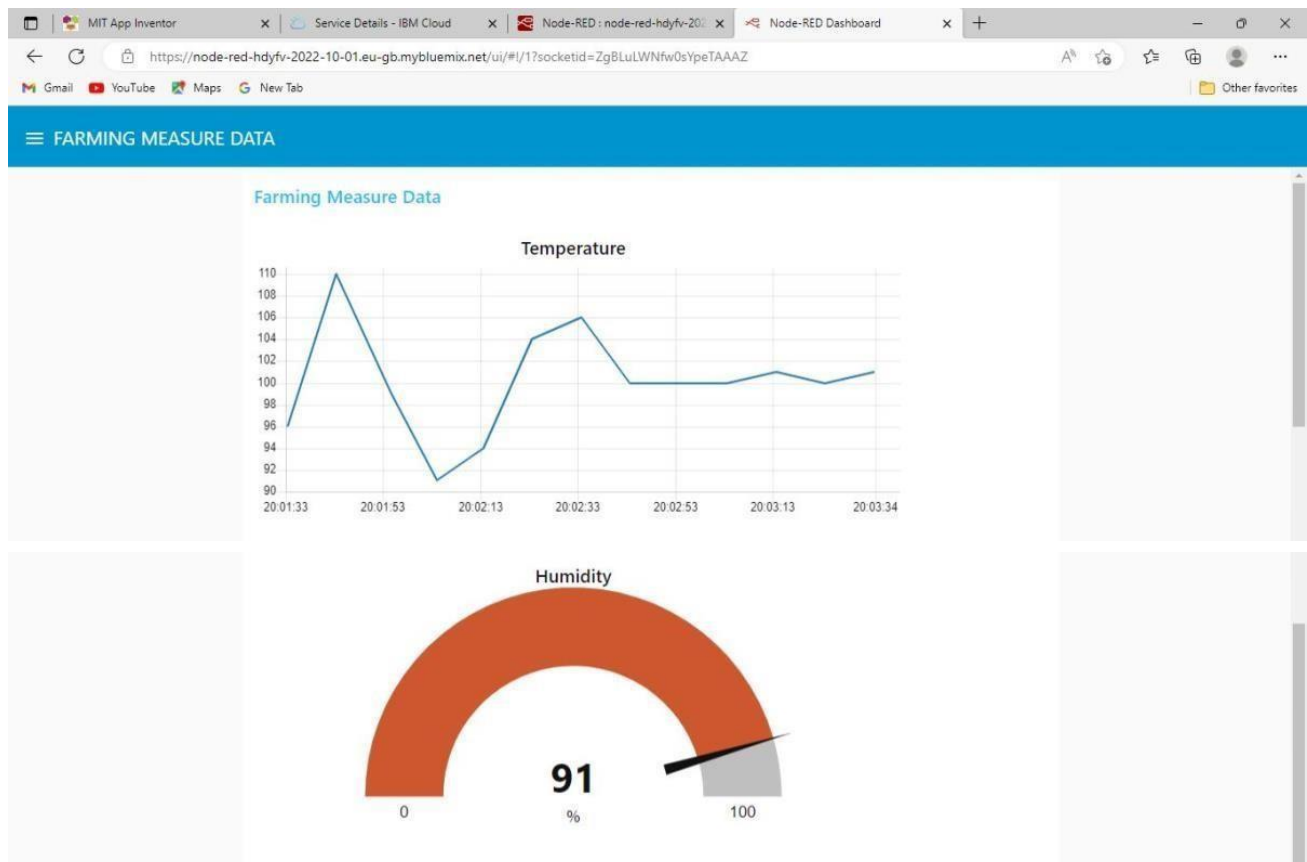 MIT App Inventor
Service Details - IBM Cloud
Node-RED : node-red-hdyfv-202
Node-RED Dashboard
https://node-red-hdyfv-2022-10-01.eu-gb.mybluemix.net/ui/#!/1?socketid=ZgBLuLWNfw0sYpeTAAAZ
Gmail YouTube Maps G New Tab Other favorites
FARMING MEASURE DATA
Farming Measure Data
Temperature
110
108
106
104
102
100
98
96
94
92
90
20:01:33 20:01:53 20:02:13 20:02:33 20:02:53 20:03:13 20:03:34
Humidity
91
%
0 100